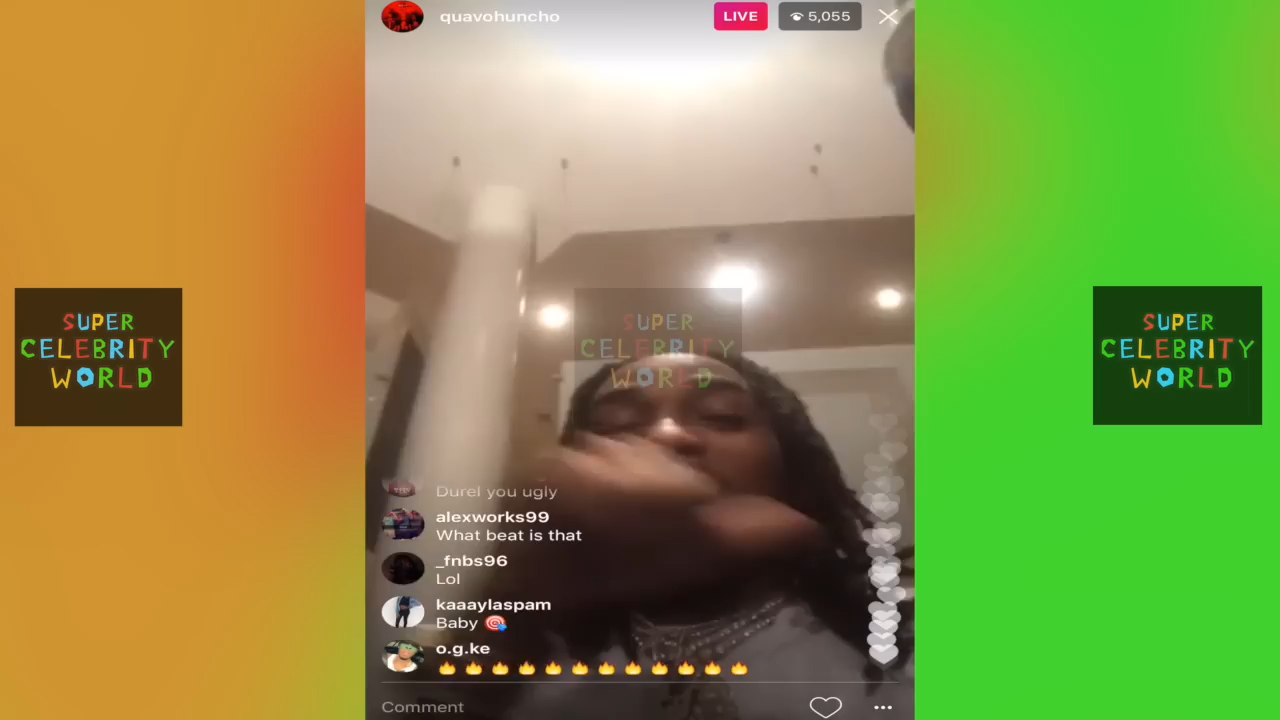 quavohuncho
LIVE
5,055
SUPER
CELEBRITY
WORLD
SUPER
CELEBRITY
WORLD
SUPER
CELEBRITY
WORLD
Durel you ugly
alexworks99
What beat is that
_fnbs96
Lol
kaaaylaspam
Baby 🎯
o.g.ke
🔥🔥🔥🔥🔥🔥🔥🔥🔥🔥🔥🔥
Comment